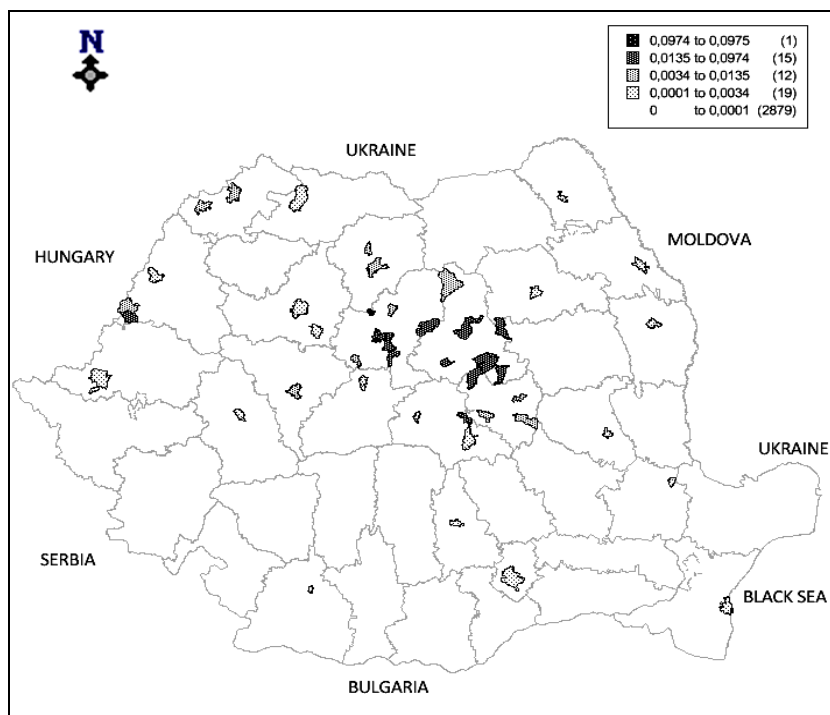 N
0,0974 to 0,0975 (1)
0,0135 to 0,0974 (15)
0,0034 to 0,0135 (12)
0,0001 to 0,0034 (19)
0 to 0,0001 (2879)
UKRAINE
MOLDOVA
HUNGARY
UKRAINE
SERBIA
BLACK SEA
BULGARIA